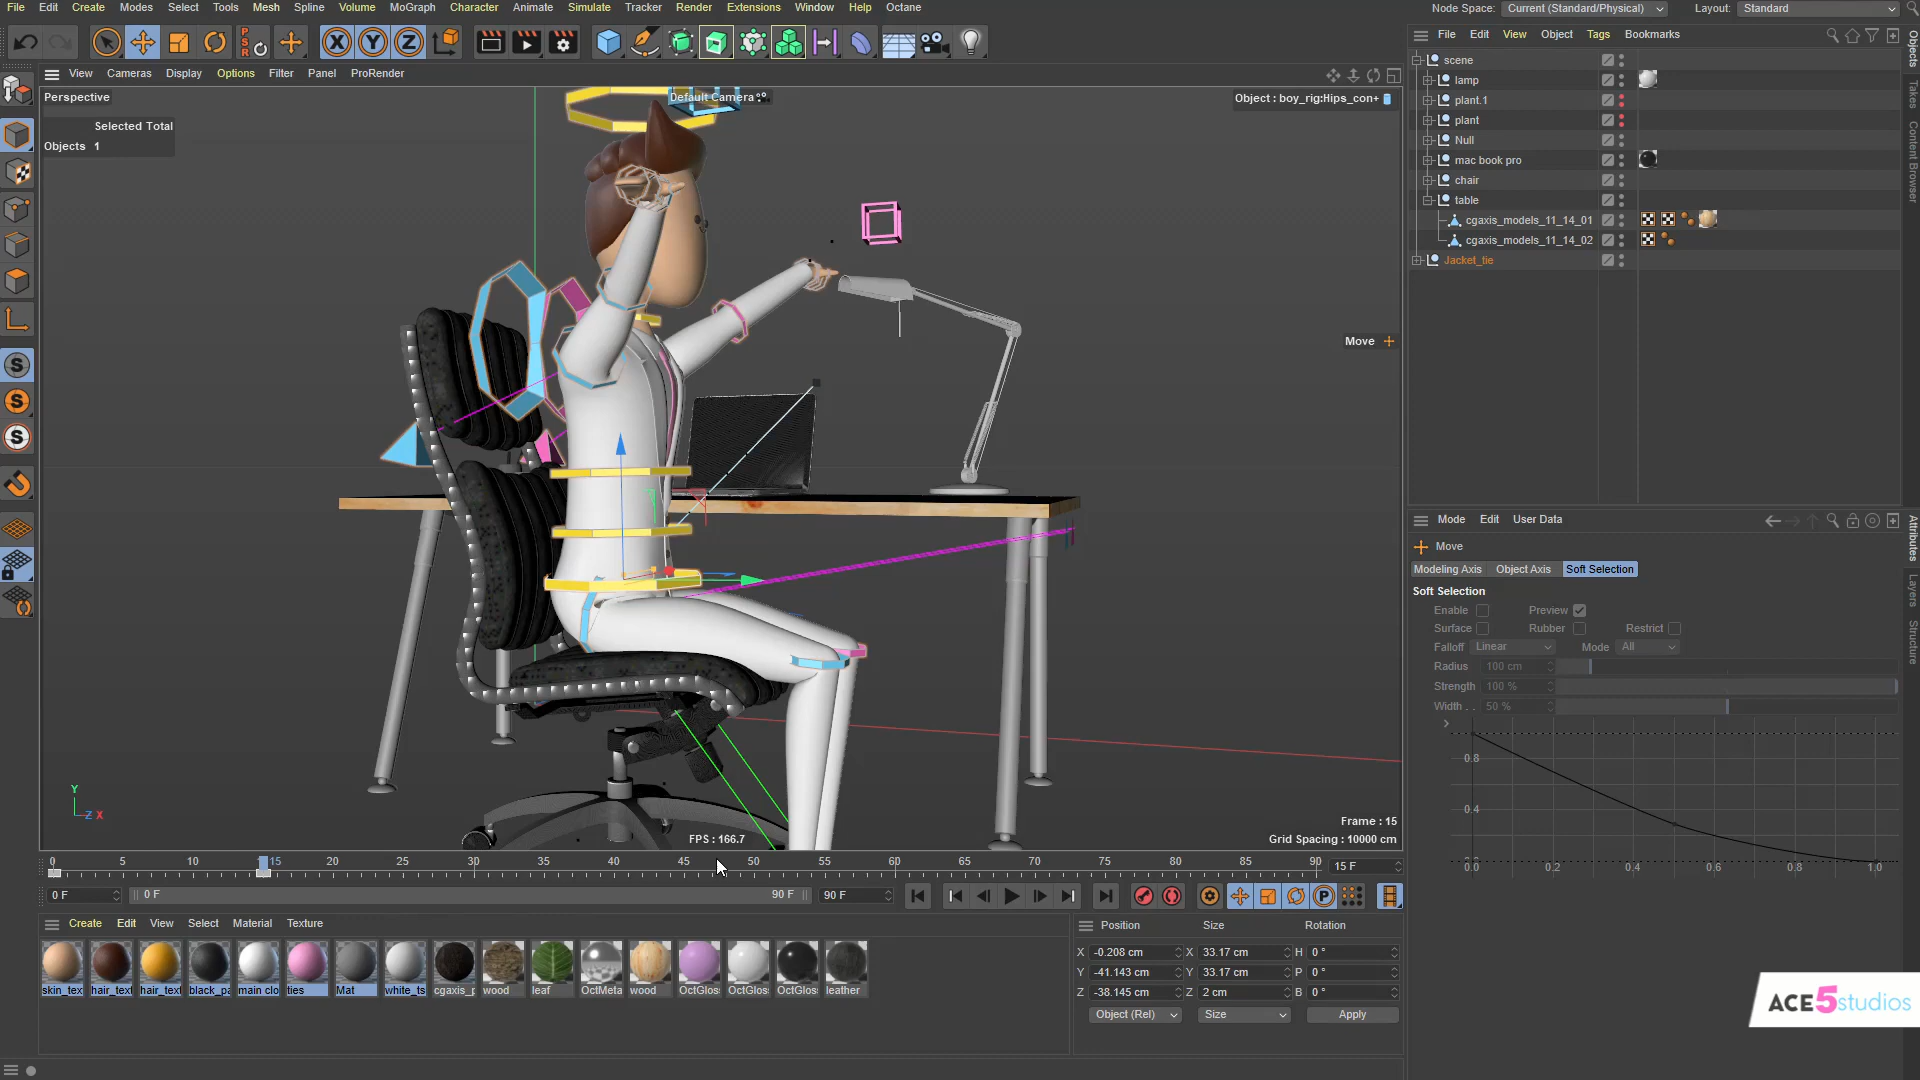 File Edit Create Modes Select Tools Mesh Spline Volume MoGraph Character Animate Simulate Tracker Render Extensions Window Help Octane
Node Space: Current (Standard/Physical) Layout: Standard
PSR X Y Z
File Edit View Object Tags Bookmarks
View Cameras Display Options Filter Panel ProRender
Perspective
Default Camera
Object : boy_rig:Hips_con+
Selected Total
Objects 1
Move
scene
lamp
plant.1
plant
Null
mac book pro
chair
table
cgaxis_models_11_14_01
cgaxis_models_11_14_02
Jacket_tie
Objects
Takes
Content Browser
Mode Edit User Data
Move
Modeling Axis Object Axis Soft Selection
Soft Selection
Enable Preview
Surface Rubber Restrict
Falloff Linear Mode All
Radius 100 cm
Strength 100 %
Width . . 50 %
0.8
0.4
0.0 0.2 0.4 0.6 0.8 1.0
Attributes
Layers
Structure
Y
Z X
FPS : 166.7
Frame : 15
Grid Spacing : 10000 cm
0 5 10 15 20 25 30 35 40 45 50 55 60 65 70 75 80 85 90 15 F
0 F 0 F 90 F 90 F
P
Create Edit View Select Material Texture
skin_tex hair_text hair_text black_pa main clo ties Mat white_ts cgaxis_p wood leaf OctMeta wood OctGlos OctGlos OctGlos leather
Position Size Rotation
X -0.208 cm X 33.17 cm H 0 °
Y -41.143 cm Y 33.17 cm P 0 °
Z -38.145 cm Z 2 cm B 0 °
Object (Rel) Size Apply
ACE5studios